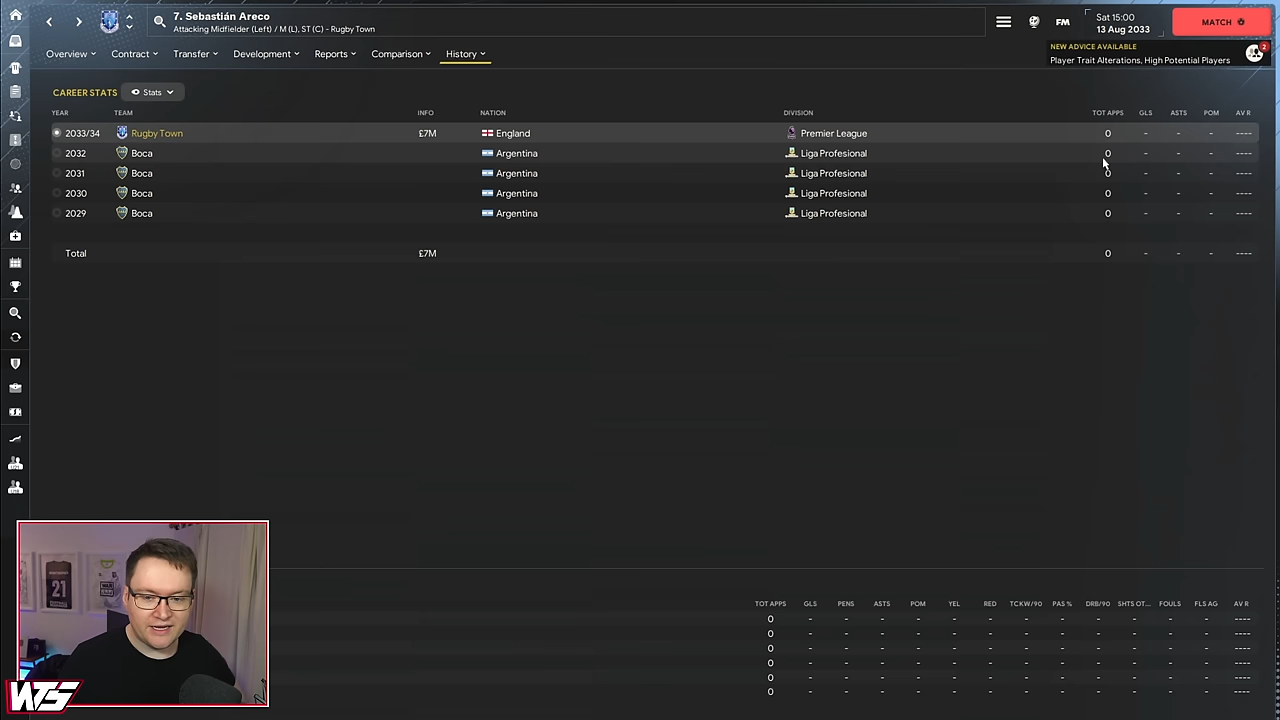 7. Sebastián Areco
Attacking Midfielder (Left) / M (L), ST (C) - Rugby Town
FM
Sat 15:00
13 Aug 2033
MATCH
Overview Contract Transfer Development Reports Comparison History
NEW ADVICE AVAILABLE
Player Trait Alterations, High Potential Players
2
CAREER STATS Stats
YEAR TEAM INFO NATION DIVISION TOT APPS GLS ASTS POM AV R
2033/34 Rugby Town £7M England Premier League 0 - - - ----
2032 Boca Argentina Liga Profesional 0 - - - ----
2031 Boca Argentina Liga Profesional 0 - - - ----
2030 Boca Argentina Liga Profesional 0 - - - ----
2029 Boca Argentina Liga Profesional 0 - - - ----
Total £7M 0 - - - ----
TOT APPS GLS PENS ASTS POM YEL RED TCKW/90 PAS % DRB/90 SHTS OT... FOULS FLS AG AV R
0 - - - - - - - - - - - - ----
0 - - - - - - - - - - - - ----
0 - - - - - - - - - - - - ----
0 - - - - - - - - - - - - ----
0 - - - - - - - - - - - - ----
0 - - - - - - - - - - - - ----
21
WTS